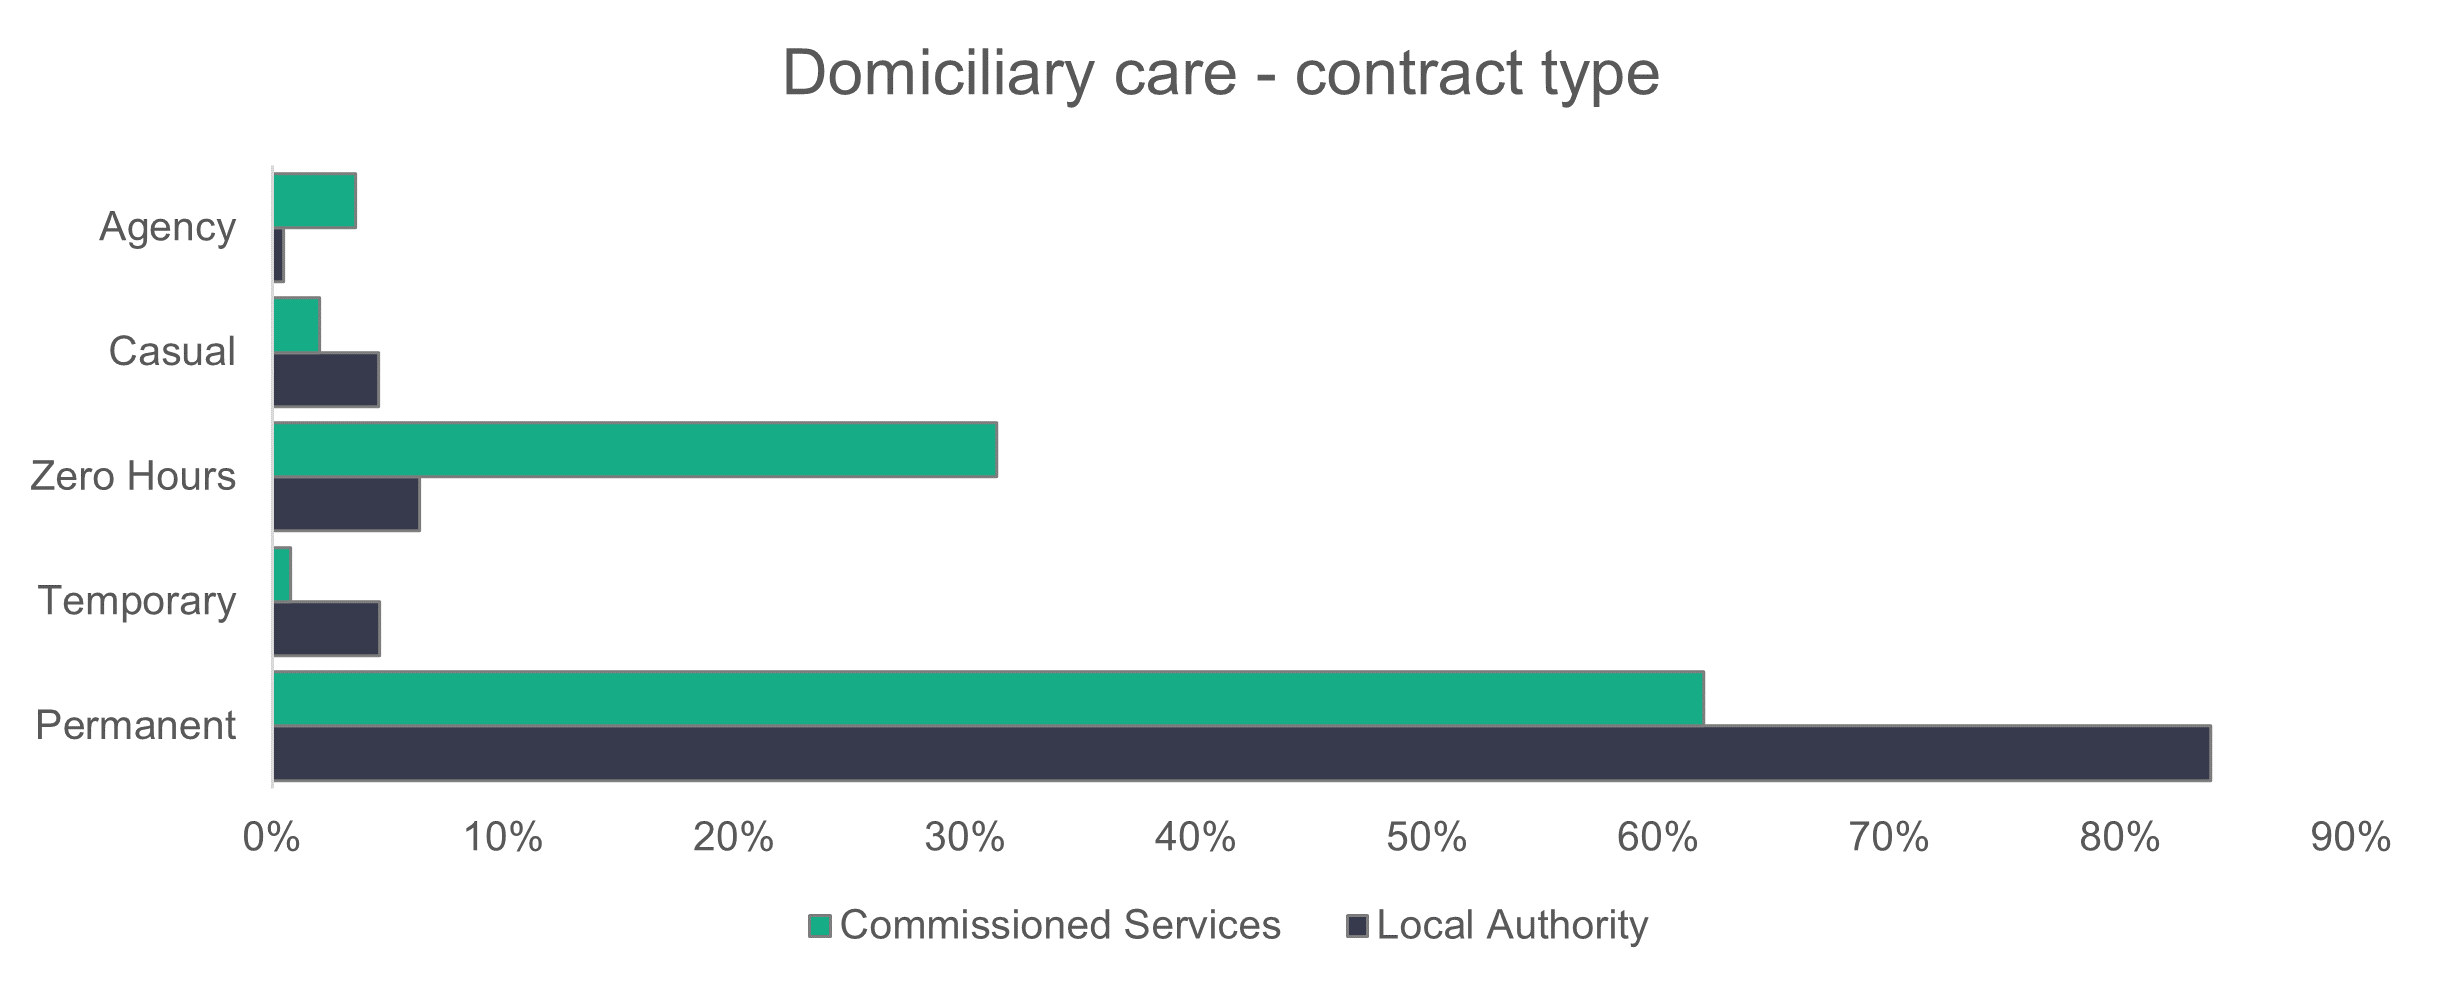 Domiciliary care - contract type
Agency
Casual
Zero Hours
Temporary
Permanent
0% 10% 20% 30% 40% 50% 60% 70% 80% 90%
Commissioned Services Local Authority